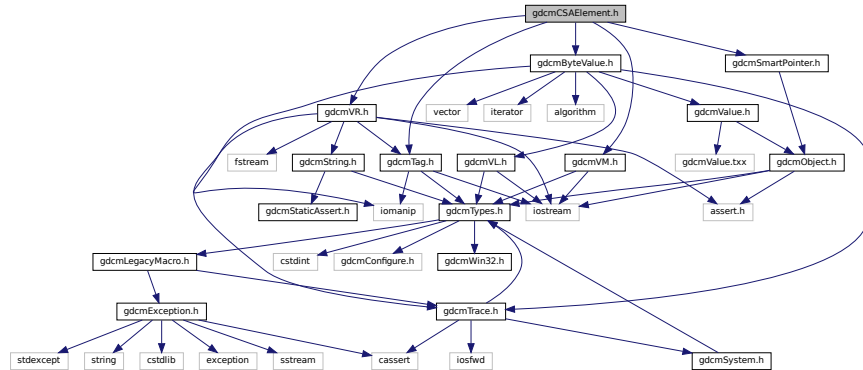 gdcmCSAElement.h
gdcmByteValue.h
gdcmSmartPointer.h
gdcmVR.h
vector
iterator
algorithm
gdcmValue.h
fstream
gdcmString.h
gdcmTag.h
gdcmVL.h
gdcmVM.h
gdcmValue.txx
gdcmObject.h
gdcmStaticAssert.h
iomanip
gdcmTypes.h
iostream
assert.h
gdcmLegacyMacro.h
cstdint
gdcmConfigure.h
gdcmWin32.h
gdcmException.h
gdcmTrace.h
stdexcept
string
cstdlib
exception
sstream
cassert
iosfwd
gdcmSystem.h